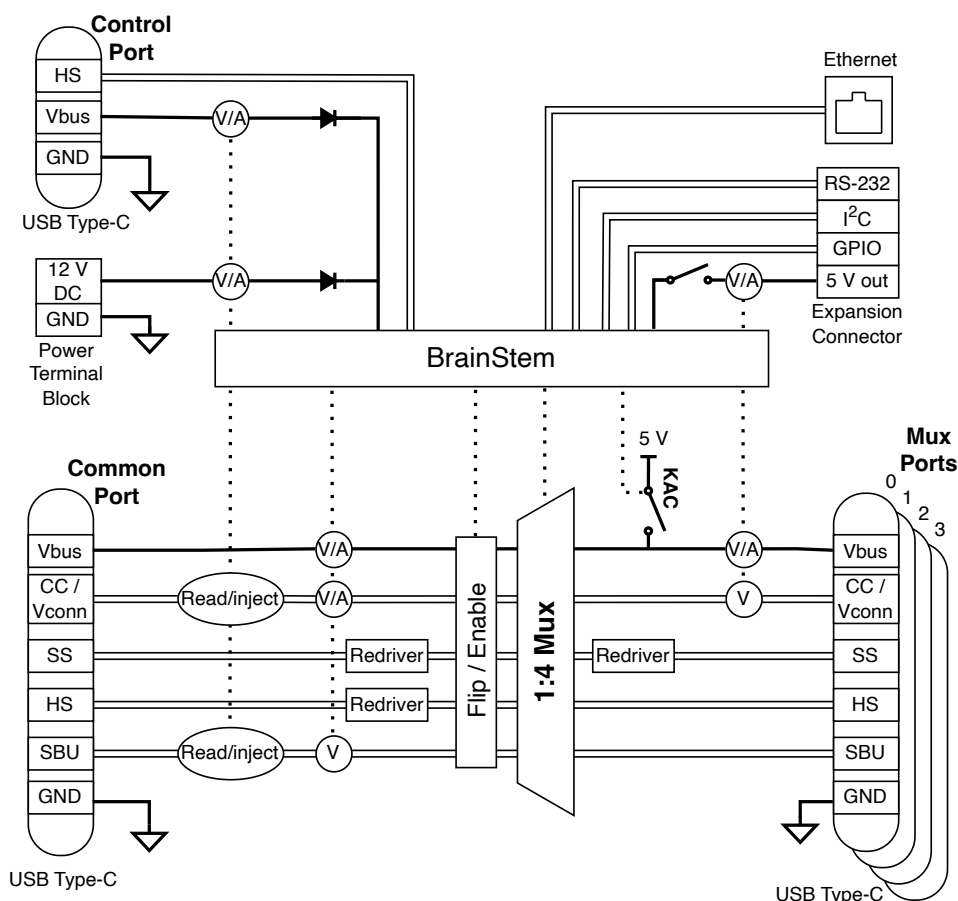 Control
Port
HS
Vbus
V/A
GND
USB Type-C
12 V
DC
V/A
GND
Power
Terminal
Block
Ethernet
RS-232
I²C
GPIO
V/A
5 V out
Expansion
Connector
BrainStem
Common
Port
5 V
KAC
Mux
Ports
0
1
2
3
Vbus
V/A
V/A
Vbus
CC /
Vconn
Read/inject
V/A
V
CC /
Vconn
SS
Redriver
Redriver
SS
HS
Redriver
HS
SBU
Read/inject
V
SBU
Flip / Enable
1:4 Mux
GND
GND
USB Type-C
USB Type-C